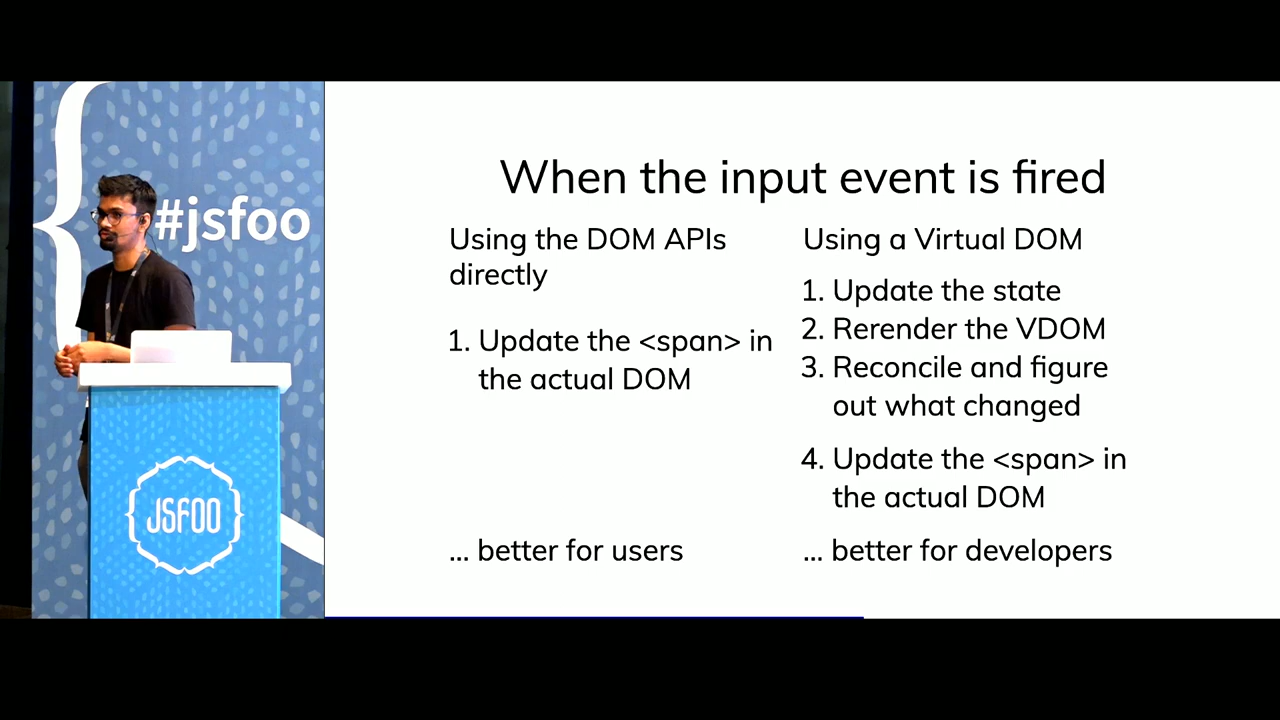 #jsfoo
JSFOO
When the input event is fired
Using the DOM APIs
directly
1. Update the <span> in
the actual DOM
... better for users
Using a Virtual DOM
1. Update the state
2. Rerender the VDOM
3. Reconcile and figure
out what changed
4. Update the <span> in
the actual DOM
... better for developers